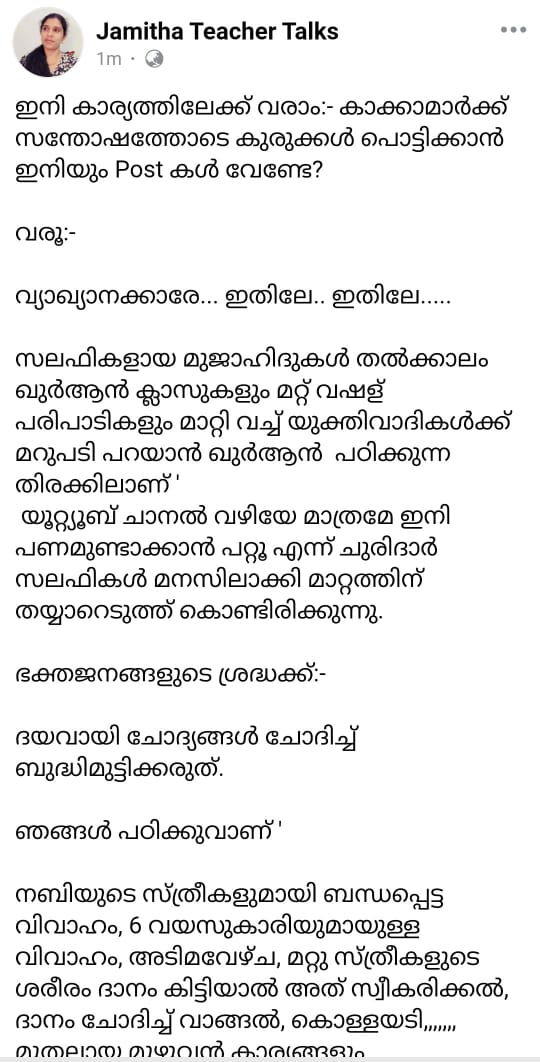 Jamitha Teacher Talks
1m ·
ഇനി കാര്യത്തിലേക്ക് വരാം:- കാക്കാമാർക്ക്
സന്തോഷത്തോടെ കുരുക്കൾ പൊട്ടിക്കാൻ
ഇനിയും Post കൾ വേണ്ടേ?
വരൂ:-
വ്യാഖ്യാനക്കാരേ... ഇതിലേ.. ഇതിലേ.....
സലഫികളായ മുജാഹിദുകൾ തൽക്കാലം
ഖുർആൻ ക്ലാസുകളും മറ്റ് വഷള്
പരിപാടികളും മാറ്റി വച്ച് യുക്തിവാദികൾക്ക്
മറുപടി പറയാൻ ഖുർആൻ പഠിക്കുന്ന
തിരക്കിലാണ് '
യൂറ്റ്യൂബ് ചാനൽ വഴിയേ മാത്രമേ ഇനി
പണമുണ്ടാക്കാൻ പറ്റൂ എന്ന് ചുരിദാർ
സലഫികൾ മനസിലാക്കി മാറ്റത്തിന്
തയ്യാറെടുത്ത് കൊണ്ടിരിക്കുന്നു.
ഭക്തജനങ്ങളുടെ ശ്രദ്ധക്ക്:-
ദയവായി ചോദ്യങ്ങൾ ചോദിച്ച്
ബുദ്ധിമുട്ടിക്കരുത്.
ഞങ്ങൾ പഠിക്കുവാണ് '
നബിയുടെ സ്ത്രീകളുമായി ബന്ധപ്പെട്ട
വിവാഹം, 6 വയസുകാരിയുമായുള്ള
വിവാഹം, അടിമവേഴ്ച, മറ്റു സ്ത്രീകളുടെ
ശരീരം ദാനം കിട്ടിയാൽ അത് സ്വീകരിക്കൽ,
ദാനം ചോദിച്ച് വാങ്ങൽ, കൊള്ളയടി,,,,,,,
മുതലായ മുഴുവൻ കാര്യങ്ങളും